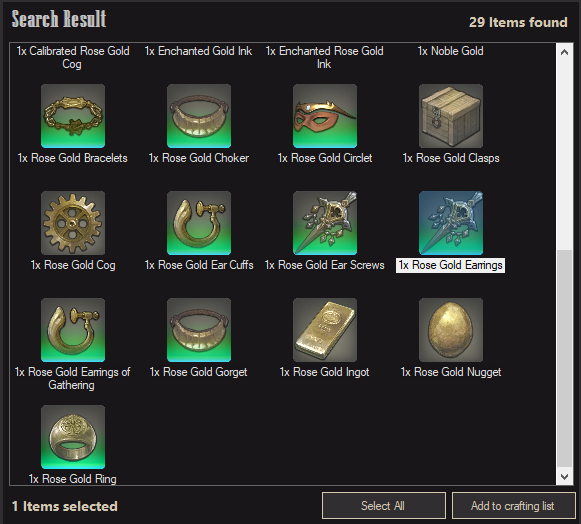 Search Result
29 Items found
1x Calibrated Rose Gold 1x Enchanted Gold Ink 1x Enchanted Rose Gold 1x Noble Gold
Cog Ink
1x Rose Gold Bracelets 1x Rose Gold Choker 1x Rose Gold Circlet 1x Rose Gold Clasps
1x Rose Gold Cog 1x Rose Gold Ear Cuffs 1x Rose Gold Ear Screws 1x Rose Gold Earrings
1x Rose Gold Earrings of 1x Rose Gold Gorget 1x Rose Gold Ingot 1x Rose Gold Nugget
Gathering
1x Rose Gold Ring
1 Items selected
Select All
Add to crafting list